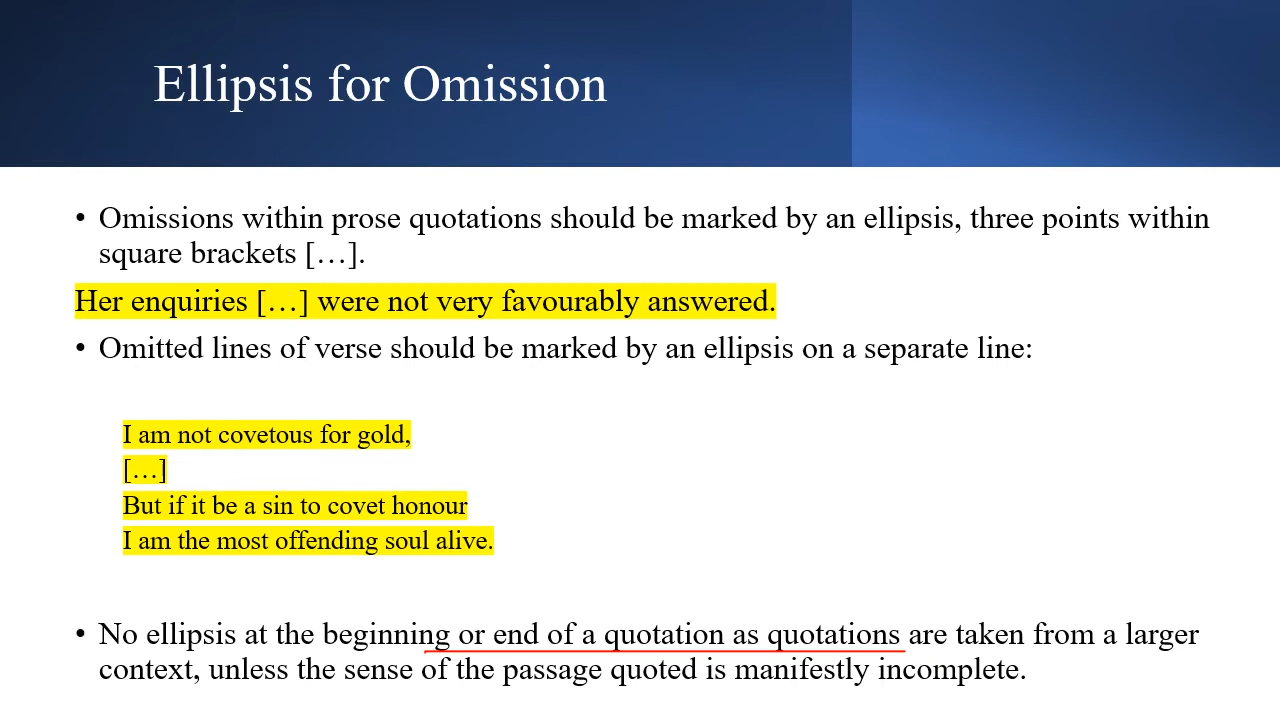 Ellipsis for Omission
• Omissions within prose quotations should be marked by an ellipsis, three points within
square brackets […].
Her enquiries […] were not very favourably answered.
• Omitted lines of verse should be marked by an ellipsis on a separate line:
I am not covetous for gold,
[…]
But if it be a sin to covet honour
I am the most offending soul alive.
• No ellipsis at the beginning or end of a quotation as quotations are taken from a larger
context, unless the sense of the passage quoted is manifestly incomplete.